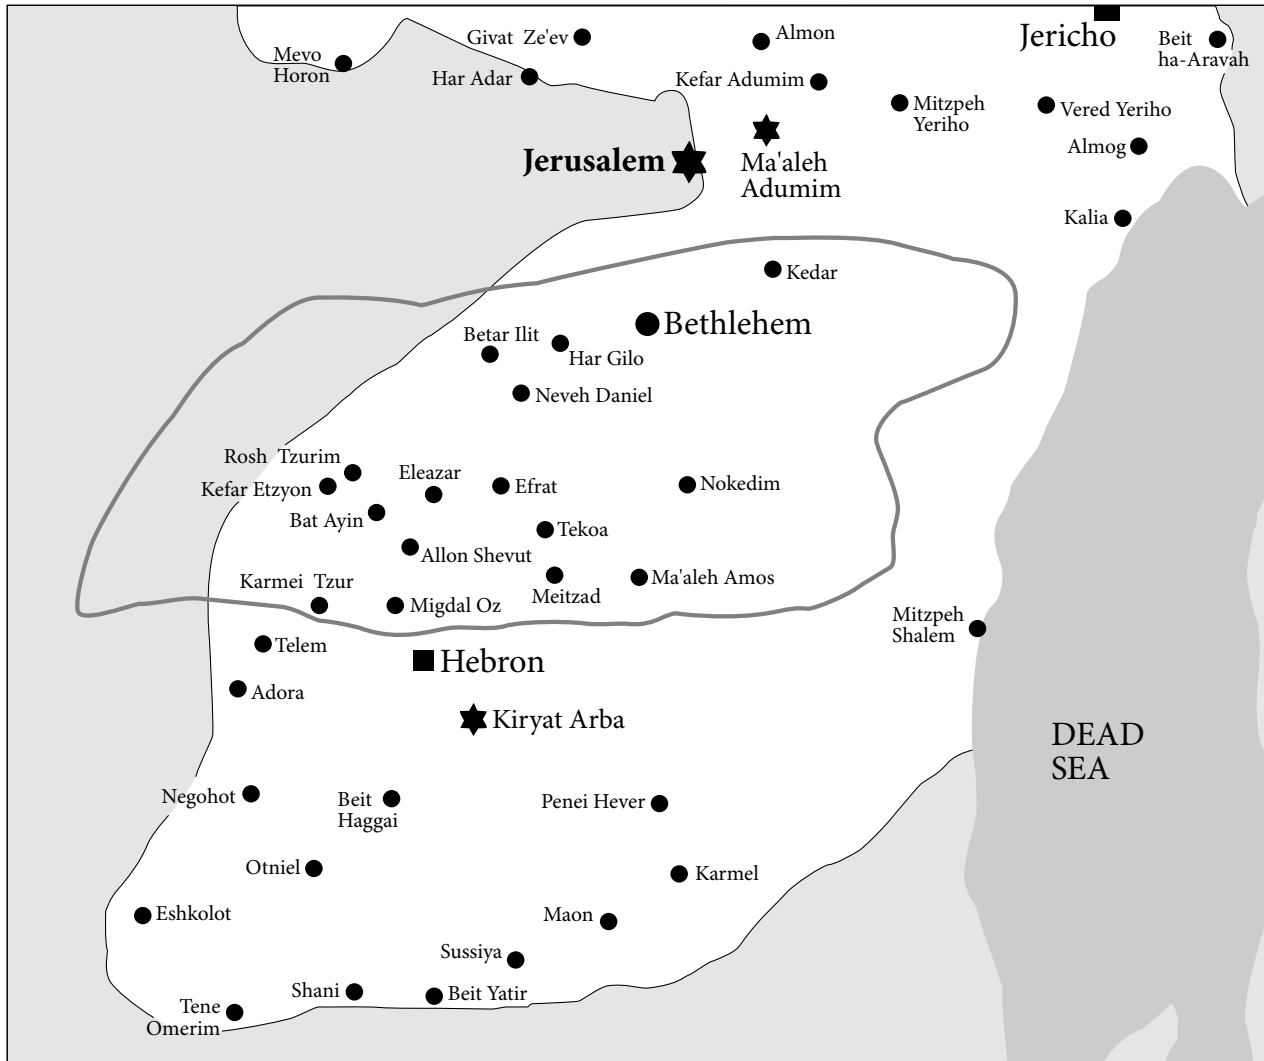 Jericho
Givat Ze'ev
Almon
Beit
ha-Aravah
Mevo
Horon
Har Adar
Kefar Adumim
Mitzpeh
Yeriho
Vered Yeriho
Almog
Jerusalem
Ma'aleh
Adumim
Kalia
Kedar
Bethlehem
Betar Ilit
Har Gilo
Neveh Daniel
Rosh Tzurim
Eleazar
Kefar Etzyon
Efrat
Nokedim
Bat Ayin
Tekoa
Allon Shevut
Karmei Tzur
Ma'aleh Amos
Meitzad
Migdal Oz
Mitzpeh
Shalem
Telem
Hebron
Adora
Kiryat Arba
DEAD
SEA
Negohot
Beit
Haggai
Penei Hever
Otniel
Karmel
Eshkolot
Maon
Sussiya
Shani
Beit Yatir
Tene
Omerim